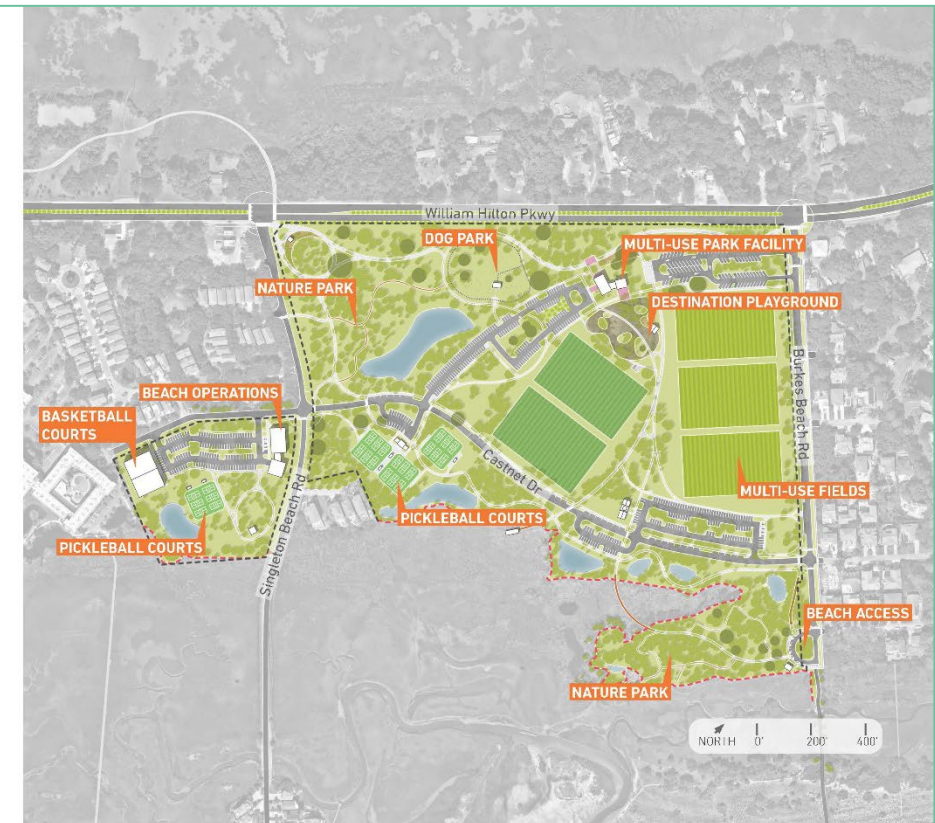 William Hilton Pkwy
DOG PARK
MULTI-USE PARK FACILITY
NATURE PARK
DESTINATION PLAYGROUND
Burkes Beach Rd
BEACH OPERATIONS
BASKETBALL
COURTS
Castnet Dr
MULTI-USE FIELDS
PICKLEBALL COURTS
PICKLEBALL COURTS
Singleton Beach Rd
BEACH ACCESS
NATURE PARK
NORTH 0' 200' 400'